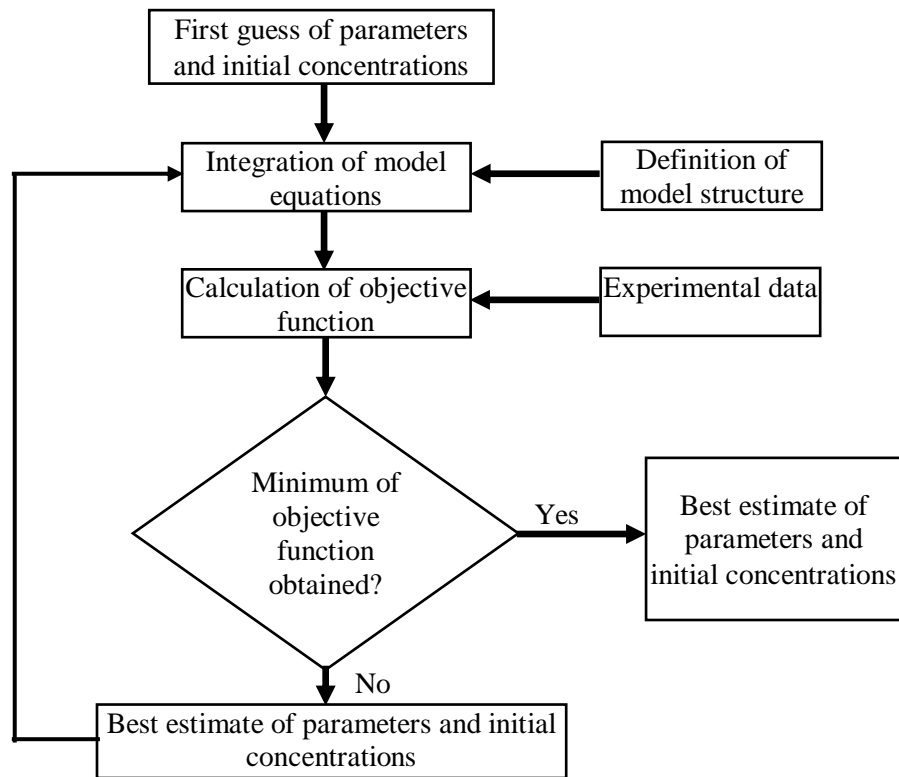 First guess of parameters
and initial concentrations
Integration of model
equations
Definition of
model structure
Calculation of objective
function
Experimental data
Minimum of
objective
function
obtained?
Yes
Best estimate of
parameters and
initial concentrations
No
Best estimate of parameters and initial
concentrations